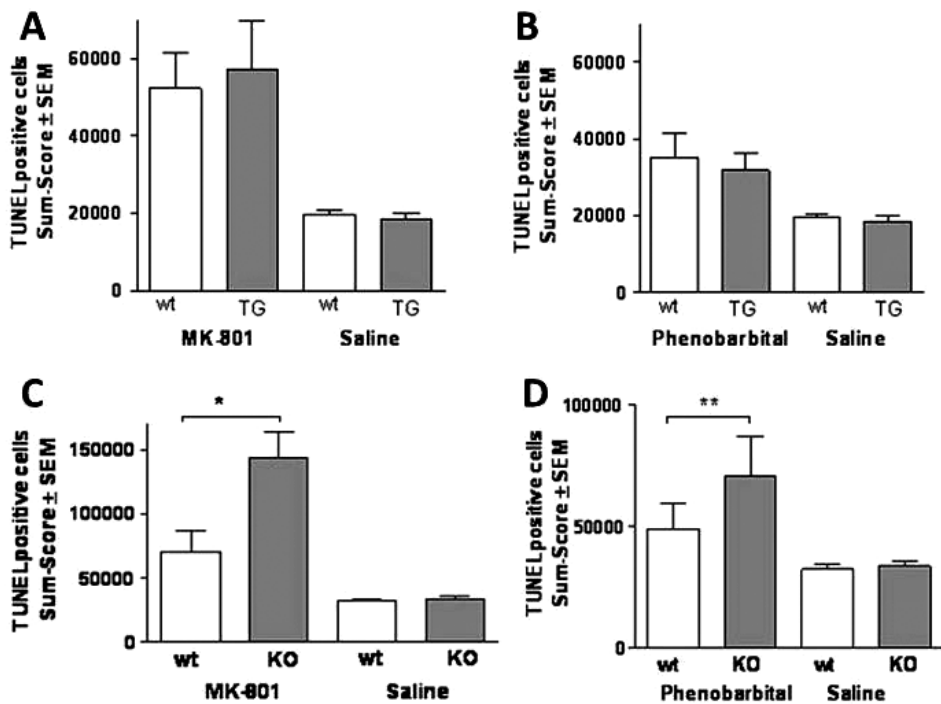 A
TUNEL positive cells
Sum-Score ± SEM
60000
40000
20000
0
wt TG wt TG
MK-801 Saline
B
TUNEL positive cells
Sum-Score ± SEM
60000
40000
20000
0
wt TG wt TG
Phenobarbital Saline
C
TUNEL positive cells
Sum-Score ± SEM
*
150000
100000
50000
0
wt KO wt KO
MK-801 Saline
D
TUNEL positive cells
Sum-Score ± SEM
**
100000
50000
0
wt KO wt KO
Phenobarbital Saline